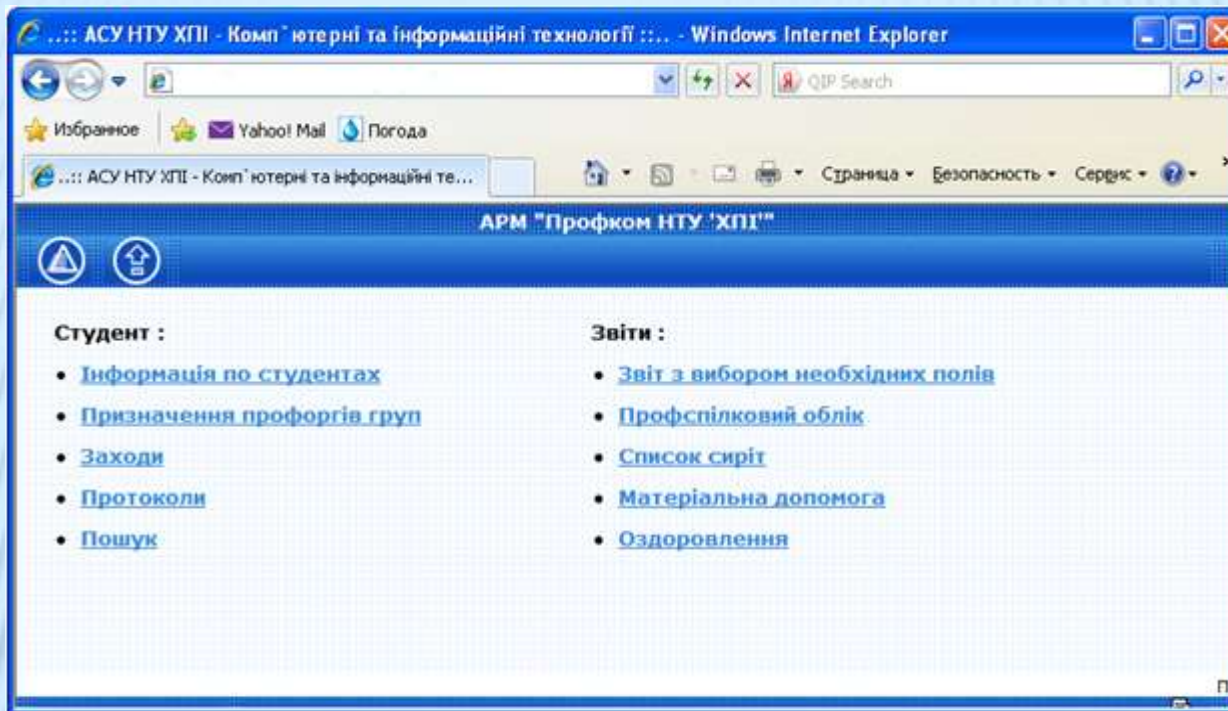 ..:: АСУ НТУ ХПІ - Комп`ютерні та інформаційні технології ::.. - Windows Internet Explorer
QIP Search
Избранное Yahoo! Mail Погода
..:: АСУ НТУ ХПІ - Комп`ютерні та інформаційні те... Страница Безопасность Сервис
АРМ "Профком НТУ 'ХПІ'"
Студент :
• Інформація по студентах
• Призначення профоргів груп
• Заходи
• Протоколи
• Пошук
Звіти :
• Звіт з вибором необхідних полів
• Профспілковий облік
• Список сиріт
• Матеріальна допомога
• Оздоровлення